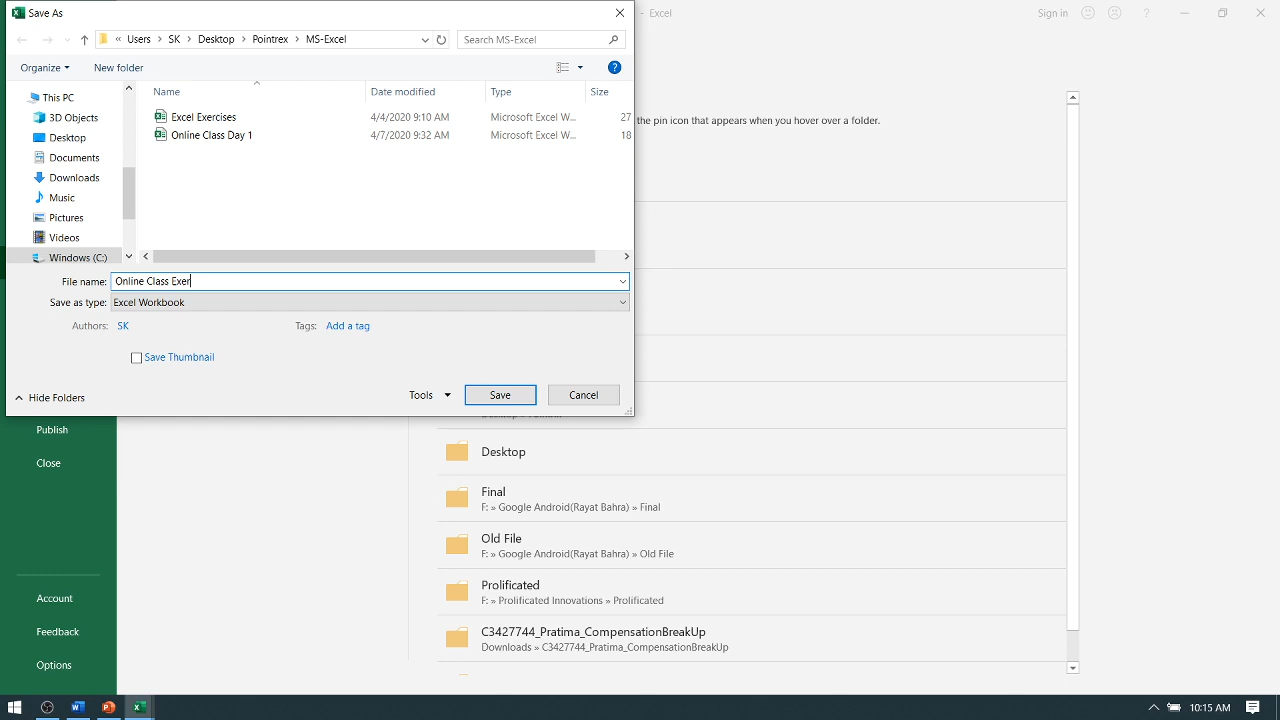 Save As
- Excel
Sign in
?
« Users > SK > Desktop > Pointrex > MS-Excel
Search MS-Excel
Organize
New folder
?
This PC
3D Objects
Desktop
Documents
Downloads
Music
Pictures
Videos
Windows (C:)
Name
Date modified
Type
Size
Excel Exercises
4/4/2020 9:10 AM
Microsoft Excel W...
27
Online Class Day 1
4/7/2020 9:32 AM
Microsoft Excel W...
18
the pin icon that appears when you hover over a folder.
File name: Online Class Exer
Save as type: Excel Workbook
Authors: SK
Tags: Add a tag
Save Thumbnail
Hide Folders
Tools
Save
Cancel
Publish
Close
Account
Feedback
Options
Desktop
Final
F: » Google Android(Rayat Bahra) » Final
Old File
F: » Google Android(Rayat Bahra) » Old File
Prolificated
F: » Prolificated Innovations » Prolificated
C3427744_Pratima_CompensationBreakUp
Downloads » C3427744_Pratima_CompensationBreakUp
10:15 AM